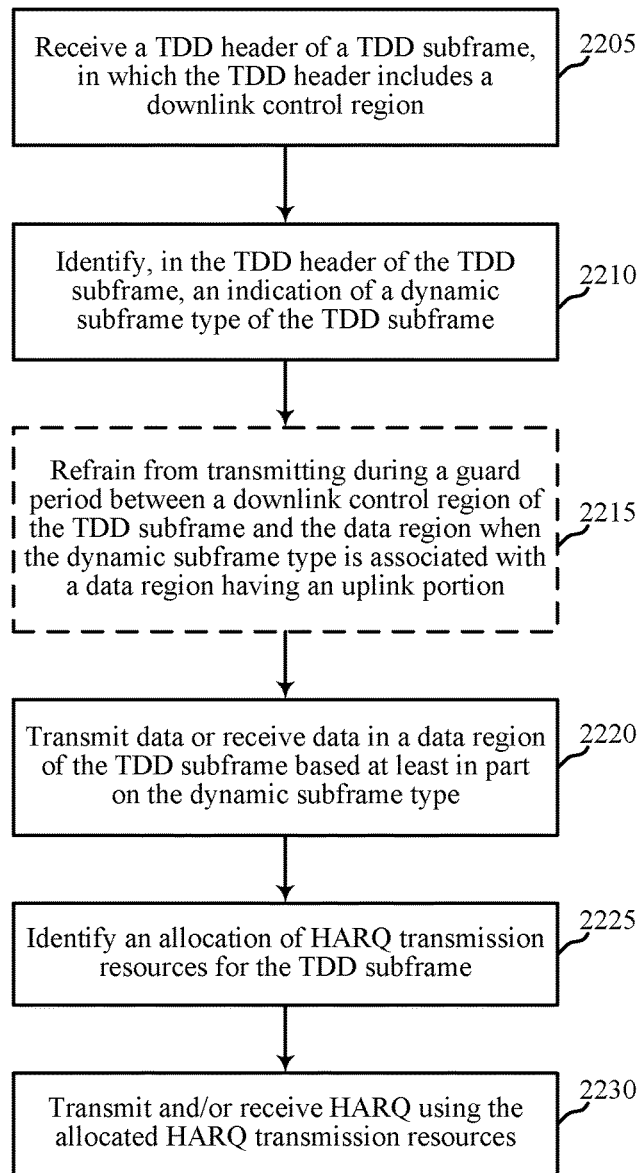 Receive a TDD header of a TDD subframe,
in which the TDD header includes a
downlink control region
2205
Identify, in the TDD header of the TDD
subframe, an indication of a dynamic
subframe type of the TDD subframe
2210
Refrain from transmitting during a guard
period between a downlink control region of
the TDD subframe and the data region when
the dynamic subframe type is associated with
a data region having an uplink portion
2215
Transmit data or receive data in a data region
of the TDD subframe based at least in part
on the dynamic subframe type
2220
Identify an allocation of HARQ transmission
resources for the TDD subframe
2225
Transmit and/or receive HARQ using the
allocated HARQ transmission resources
2230